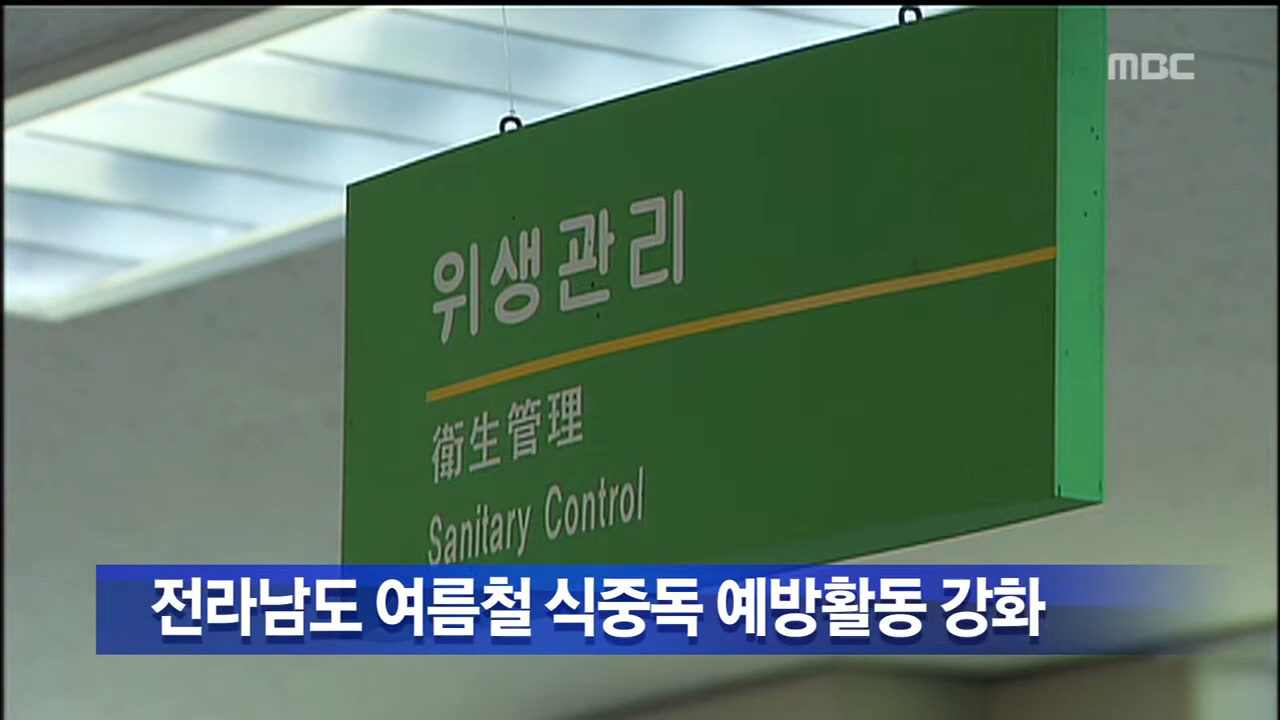 MBC
위생관리
衛生管理
Sanitary Control
전라남도 여름철 식중독 예방활동 강화